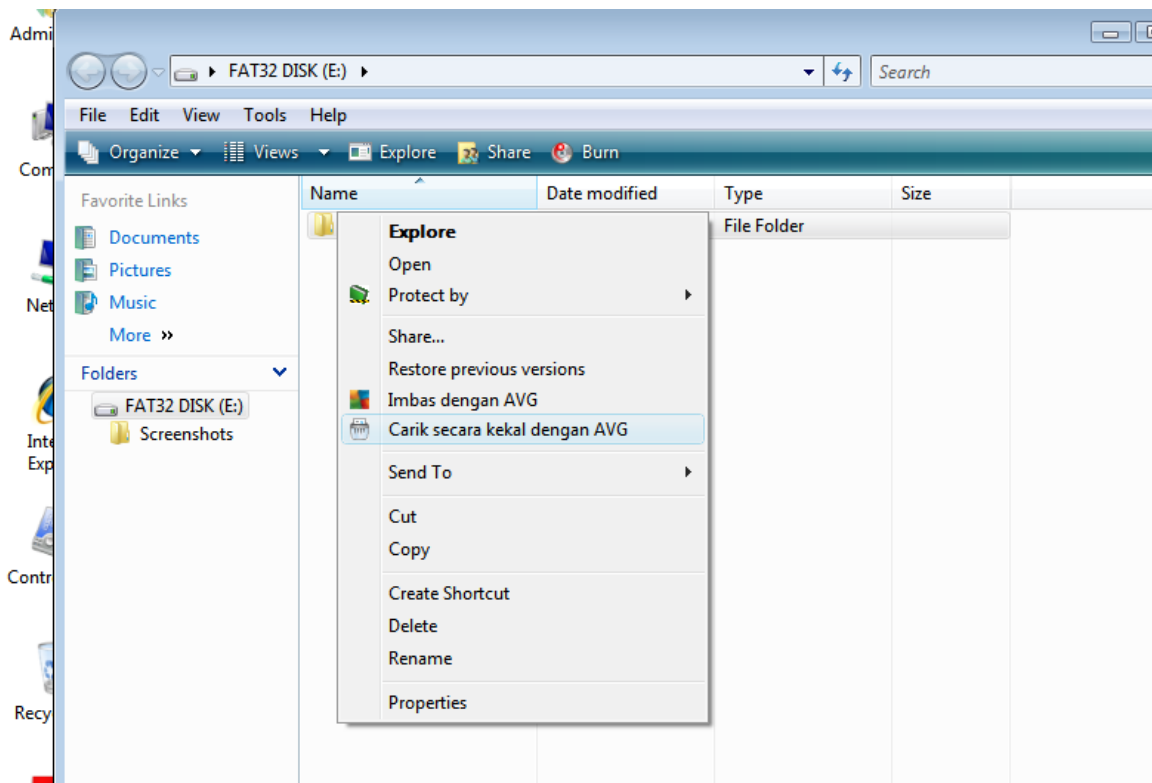 Admi
FAT32 DISK (E:)
Search
File Edit View Tools Help
Organize Views Explore Share Burn
Com
Favorite Links
Name Date modified Type Size
Documents
File Folder
Pictures
Music
More »
Net
Folders
FAT32 DISK (E:)
Screenshots
Inte
Exp
Contr
Recy
Explore
Open
Protect by
Share...
Restore previous versions
Imbas dengan AVG
Carik secara kekal dengan AVG
Send To
Cut
Copy
Create Shortcut
Delete
Rename
Properties